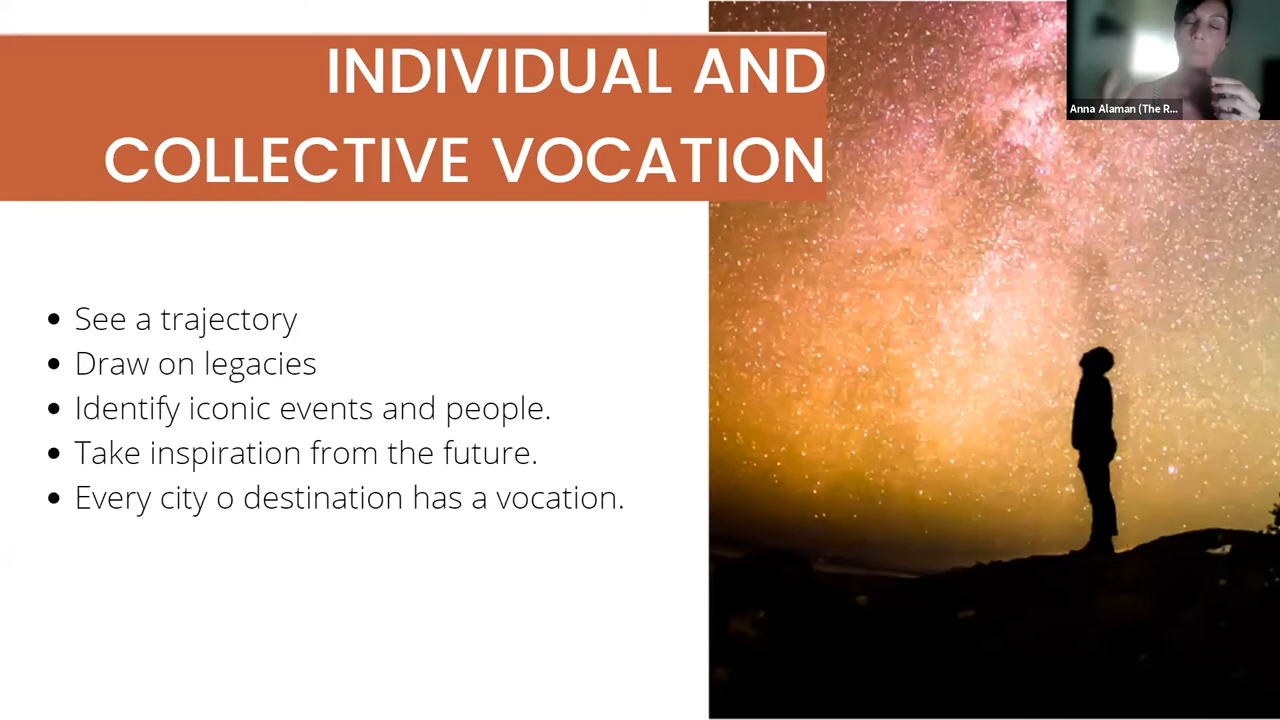 INDIVIDUAL AND
COLLECTIVE VOCATION
Anna Alaman (The R...
• See a trajectory
• Draw on legacies
• Identify iconic events and people.
• Take inspiration from the future.
• Every city o destination has a vocation.